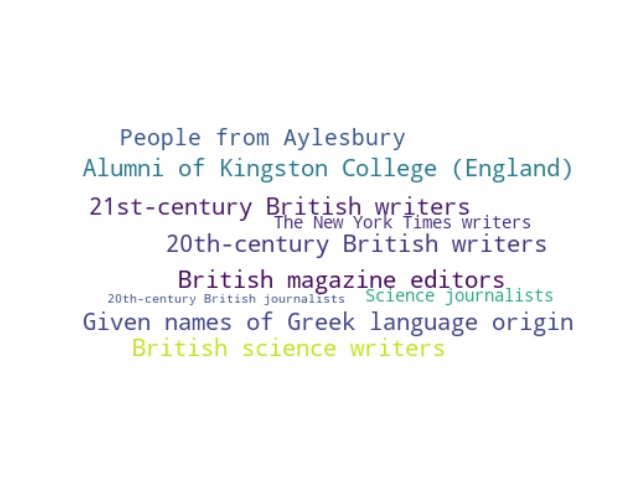 People from Aylesbury
Alumni of Kingston College (England)
21st-century British writers
The New York Times writers
20th-century British writers
British magazine editors
20th-century British journalists
Science journalists
Given names of Greek language origin
British science writers